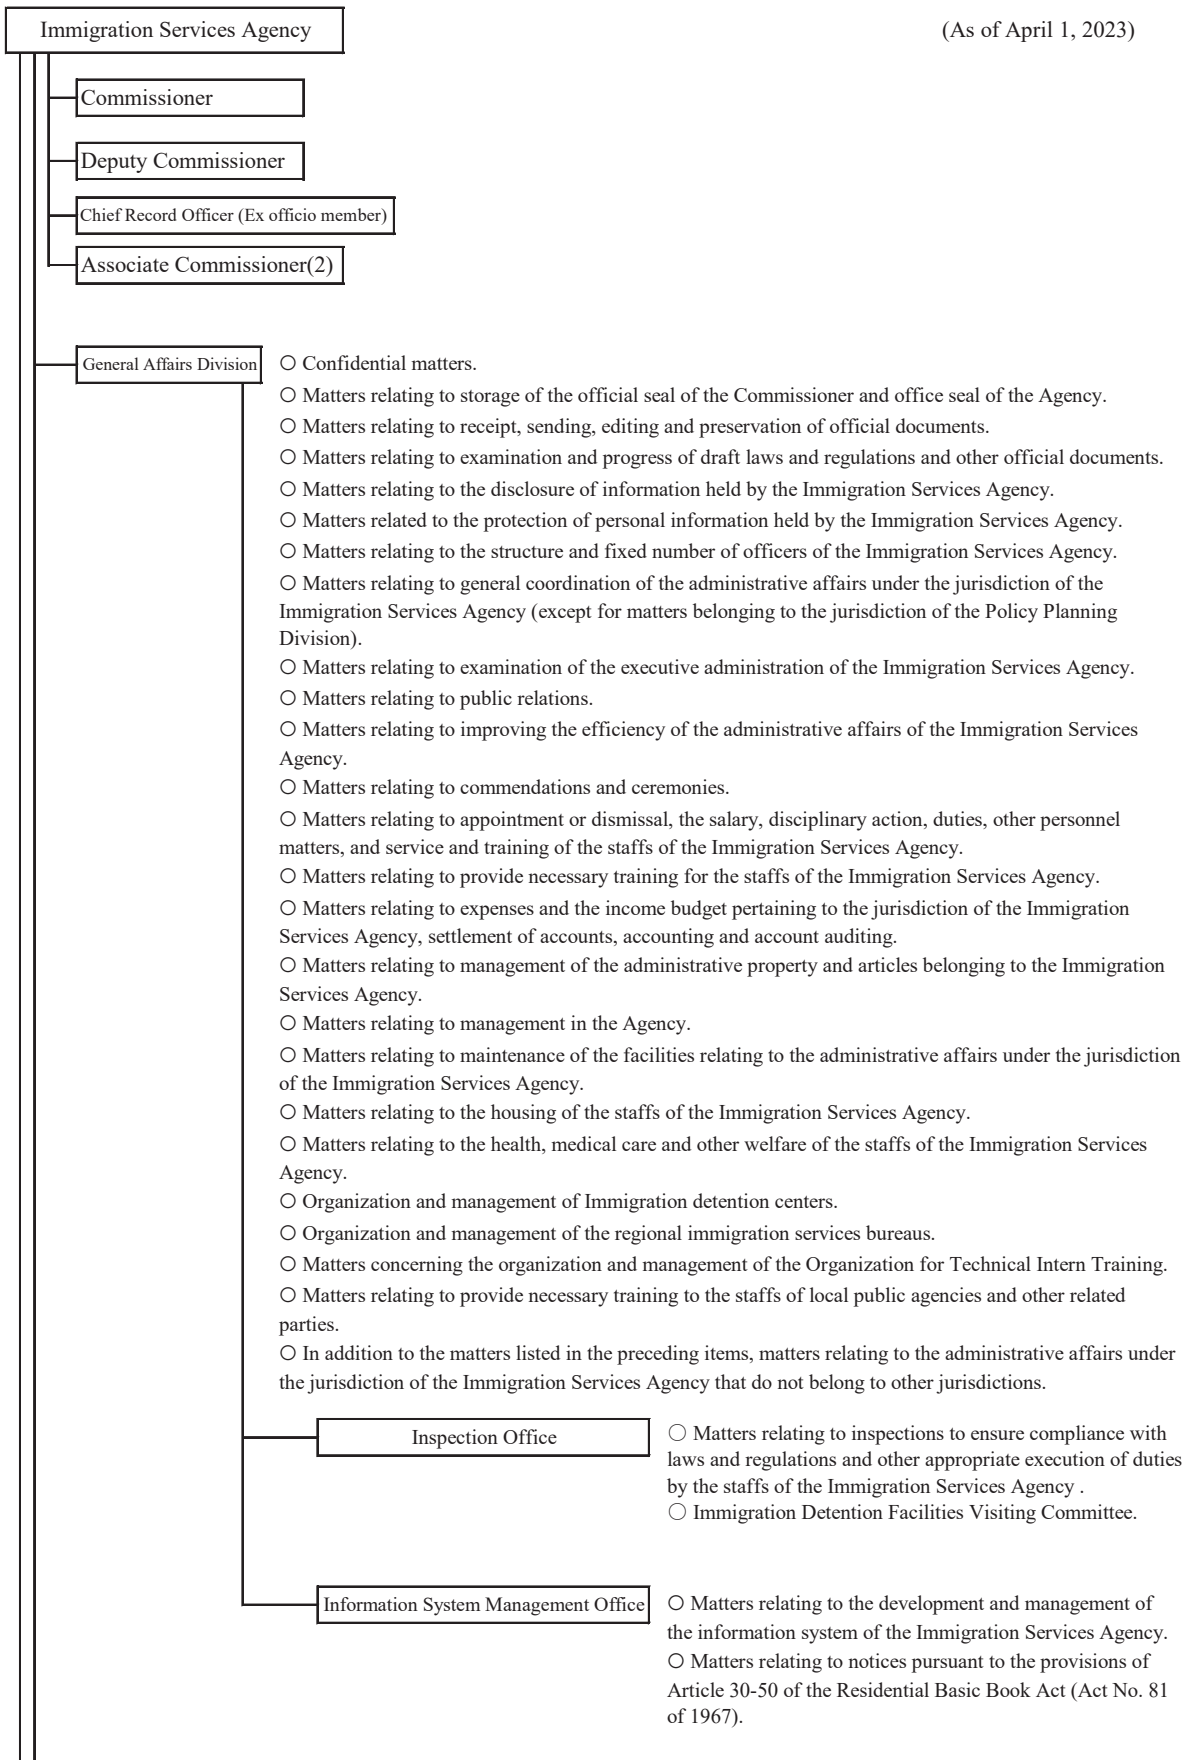 Immigration Services Agency
(As of April 1, 2023)
Commissioner
Deputy Commissioner
Chief Record Officer (Ex officio member)
Associate Commissioner(2)
General Affairs Division
○ Confidential matters.
○ Matters relating to storage of the official seal of the Commissioner and office seal of the Agency.
○ Matters relating to receipt, sending, editing and preservation of official documents.
○ Matters relating to examination and progress of draft laws and regulations and other official documents.
○ Matters relating to the disclosure of information held by the Immigration Services Agency.
○ Matters related to the protection of personal information held by the Immigration Services Agency.
○ Matters relating to the structure and fixed number of officers of the Immigration Services Agency.
○ Matters relating to general coordination of the administrative affairs under the jurisdiction of the
Immigration Services Agency (except for matters belonging to the jurisdiction of the Policy Planning
Division).
○ Matters relating to examination of the executive administration of the Immigration Services Agency.
○ Matters relating to public relations.
○ Matters relating to improving the efficiency of the administrative affairs of the Immigration Services
Agency.
○ Matters relating to commendations and ceremonies.
○ Matters relating to appointment or dismissal, the salary, disciplinary action, duties, other personnel
matters, and service and training of the staffs of the Immigration Services Agency.
○ Matters relating to provide necessary training for the staffs of the Immigration Services Agency.
○ Matters relating to expenses and the income budget pertaining to the jurisdiction of the Immigration
Services Agency, settlement of accounts, accounting and account auditing.
○ Matters relating to management of the administrative property and articles belonging to the Immigration
Services Agency.
○ Matters relating to management in the Agency.
○ Matters relating to maintenance of the facilities relating to the administrative affairs under the jurisdiction
of the Immigration Services Agency.
○ Matters relating to the housing of the staffs of the Immigration Services Agency.
○ Matters relating to the health, medical care and other welfare of the staffs of the Immigration Services
Agency.
○ Organization and management of Immigration detention centers.
○ Organization and management of the regional immigration services bureaus.
○ Matters concerning the organization and management of the Organization for Technical Intern Training.
○ Matters relating to provide necessary training to the staffs of local public agencies and other related
parties.
○ In addition to the matters listed in the preceding items, matters relating to the administrative affairs under
the jurisdiction of the Immigration Services Agency that do not belong to other jurisdictions.
Inspection Office
○ Matters relating to inspections to ensure compliance with
laws and regulations and other appropriate execution of duties
by the staffs of the Immigration Services Agency .
○ Immigration Detention Facilities Visiting Committee.
Information System Management Office
○ Matters relating to the development and management of
the information system of the Immigration Services Agency.
○ Matters relating to notices pursuant to the provisions of
Article 30-50 of the Residential Basic Book Act (Act No. 81
of 1967).